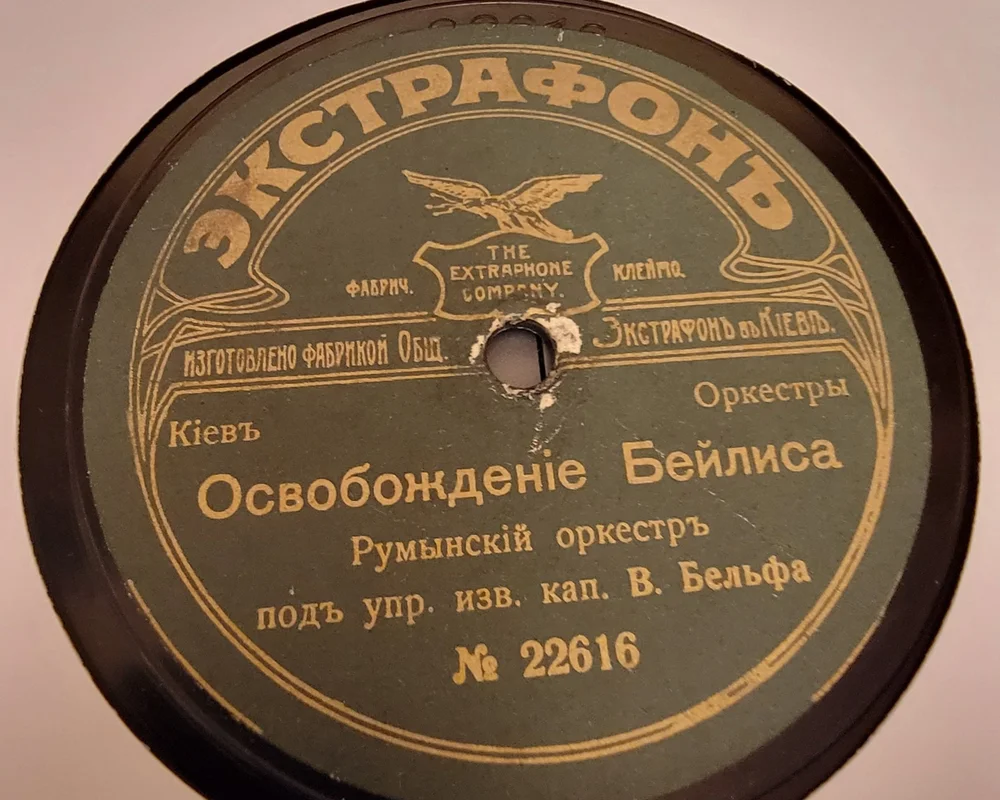 ЭКСТРАФОНЪ
THE
EXTRAPHONE
COMPANY.
ФАБРИЧ. КЛЕЙМО.
ИЗГОТОВЛЕНО ФАБРИКОЙ ОБЩ. ЭКСТРАФОНЪ въ КІЕВѢ.
Кіевъ Оркестры
Освобожденіе Бейлиса
Румынскій оркестръ
подъ упр. изв. кап. В. Бельфа
№ 22616